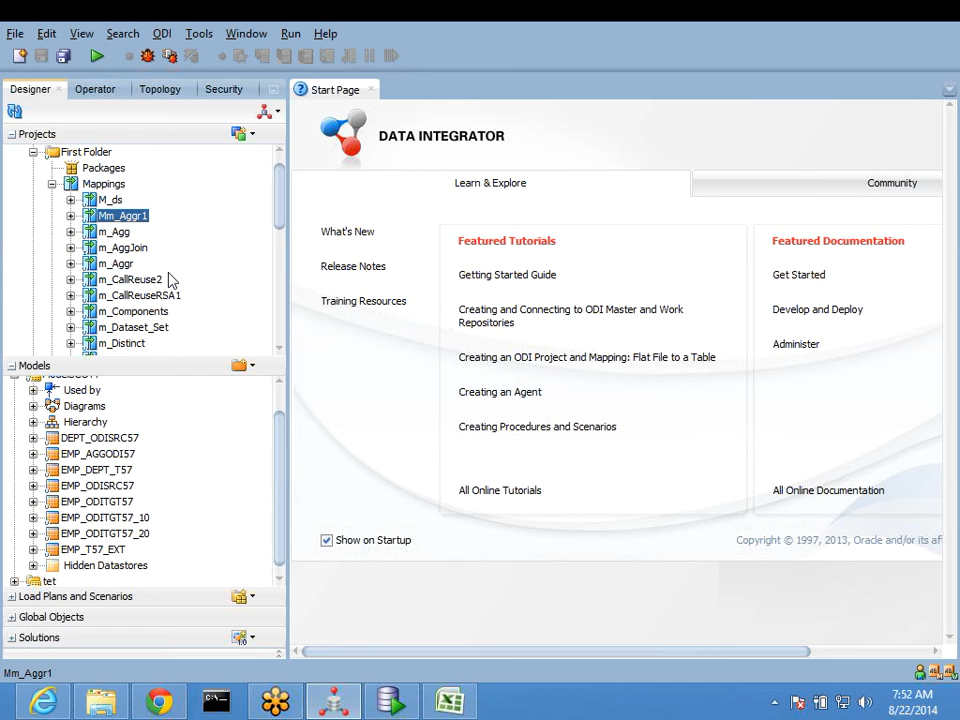 File Edit View Search ODI Tools Window Run Help
Designer Operator Topology Security
Start Page
Projects
First Folder
Packages
Mappings
M_ds
Mm_Aggr1
m_Agg
m_AggJoin
m_Aggr
m_CallReuse2
m_CallReuseRSA1
m_Components
m_Dataset_Set
m_Distinct
Models
Used by
Diagrams
Hierarchy
DEPT_ODISRC57
EMP_AGGODI57
EMP_DEPT_T57
EMP_ODISRC57
EMP_ODITGT57
EMP_ODITGT57_10
EMP_ODITGT57_20
EMP_T57_EXT
Hidden Datastores
tet
Load Plans and Scenarios
Global Objects
Solutions
Mm_Aggr1
DATA INTEGRATOR
Learn & Explore
Community
What's New
Release Notes
Training Resources
Featured Tutorials
Getting Started Guide
Creating and Connecting to ODI Master and Work
Repositories
Creating an ODI Project and Mapping: Flat File to a Table
Creating an Agent
Creating Procedures and Scenarios
All Online Tutorials
Featured Documentation
Get Started
Develop and Deploy
Administer
All Online Documentation
Show on Startup
Copyright © 1997, 2013, Oracle and/or its aff
7:52 AM
8/22/2014